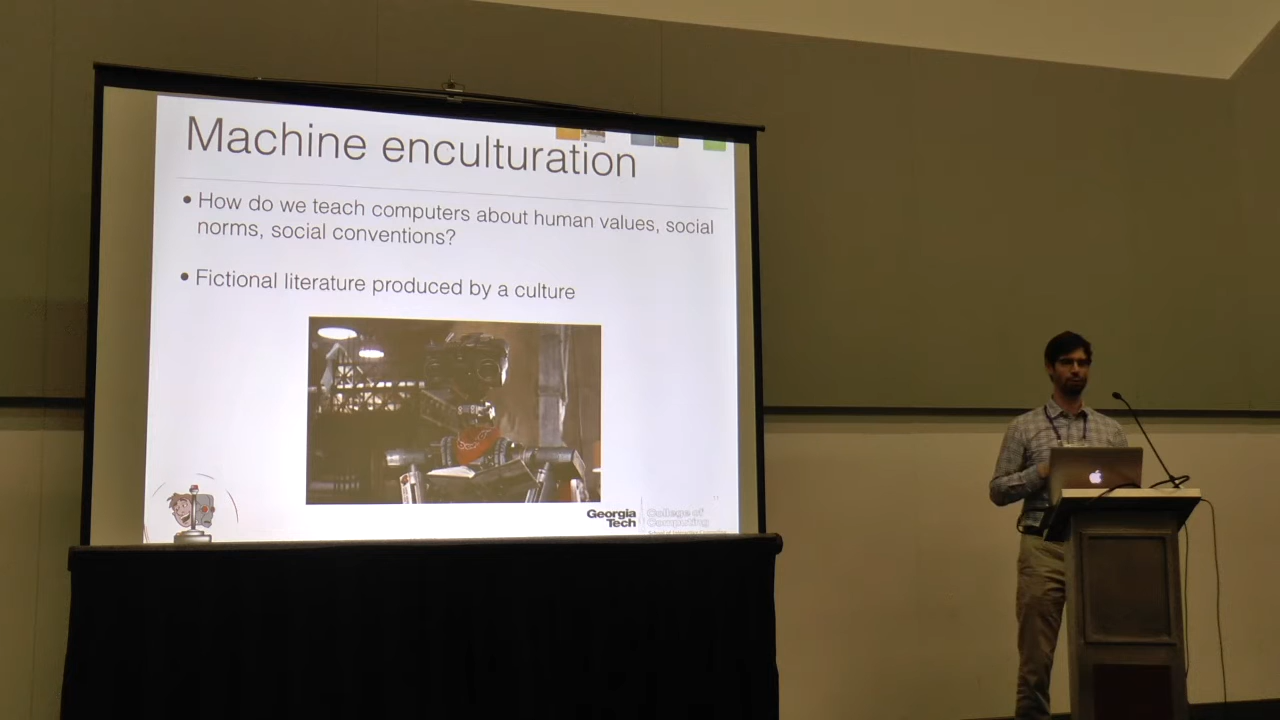 Machine enculturation
• How do we teach computers about human values, social
norms, social conventions?
• Fictional literature produced by a culture
Georgia
Tech
College of
Computing